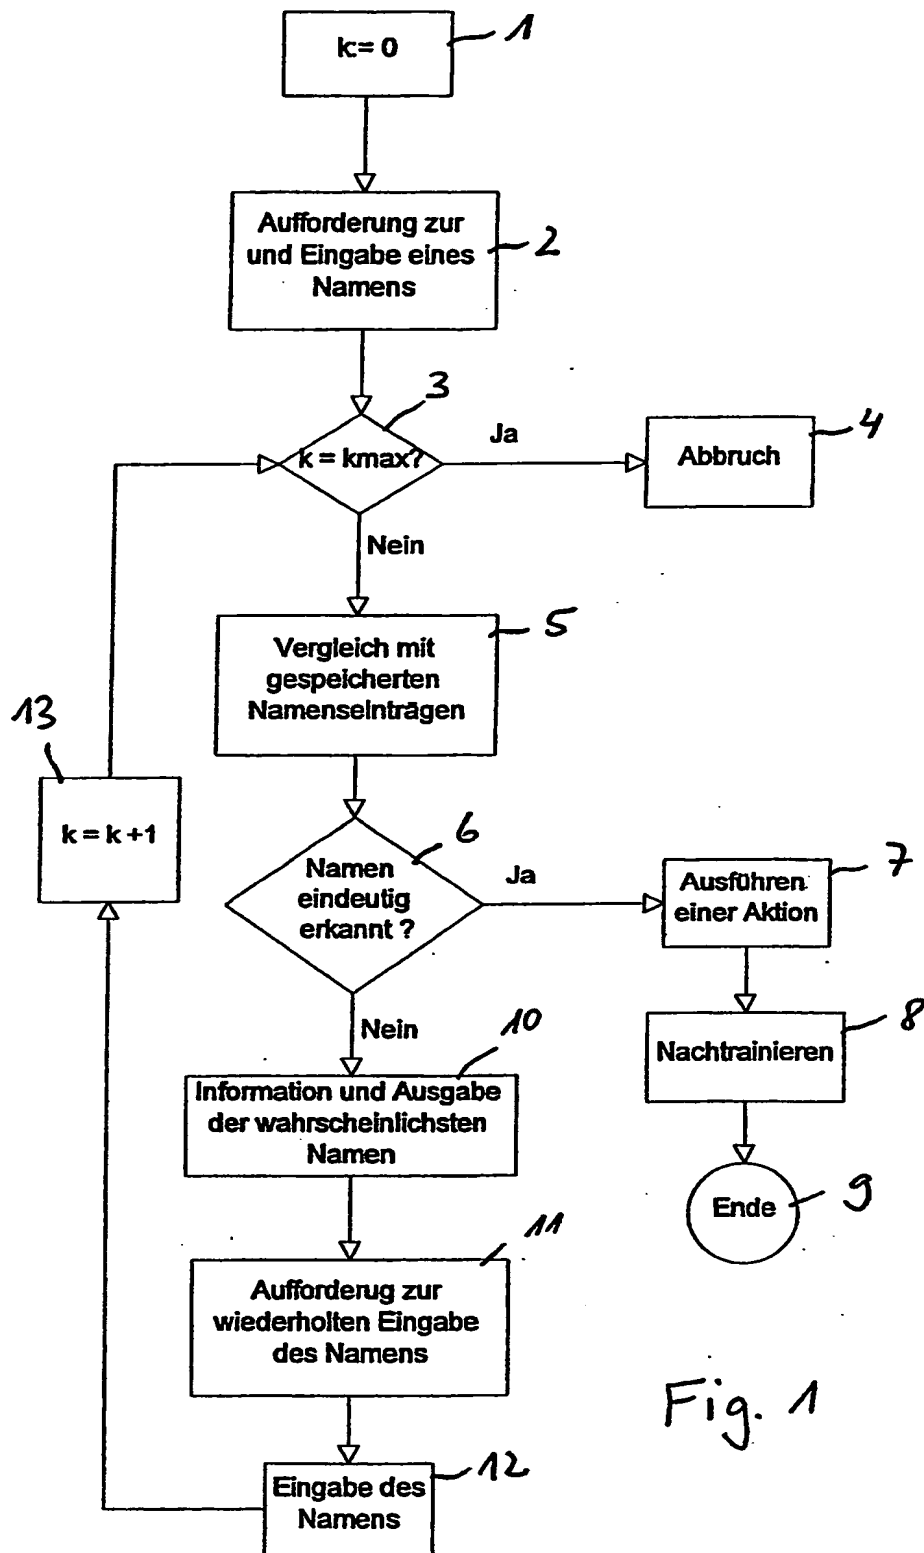 k:= 0
1
Aufforderung zur
und Eingabe eines
Namens
2
3
k = kmax?
Ja
Abbruch
4
Nein
Vergleich mit
gespeicherten
Namenseinträgen
5
13
k = k +1
6
Namen
eindeutig
erkannt ?
Ja
Ausführen
einer Aktion
7
Nachtrainieren
8
Ende
9
Nein
10
Information und Ausgabe
der wahrscheinlichsten
Namen
11
Aufforderug zur
wiederholten Eingabe
des Namens
12
Eingabe des
Namens
Fig. 1